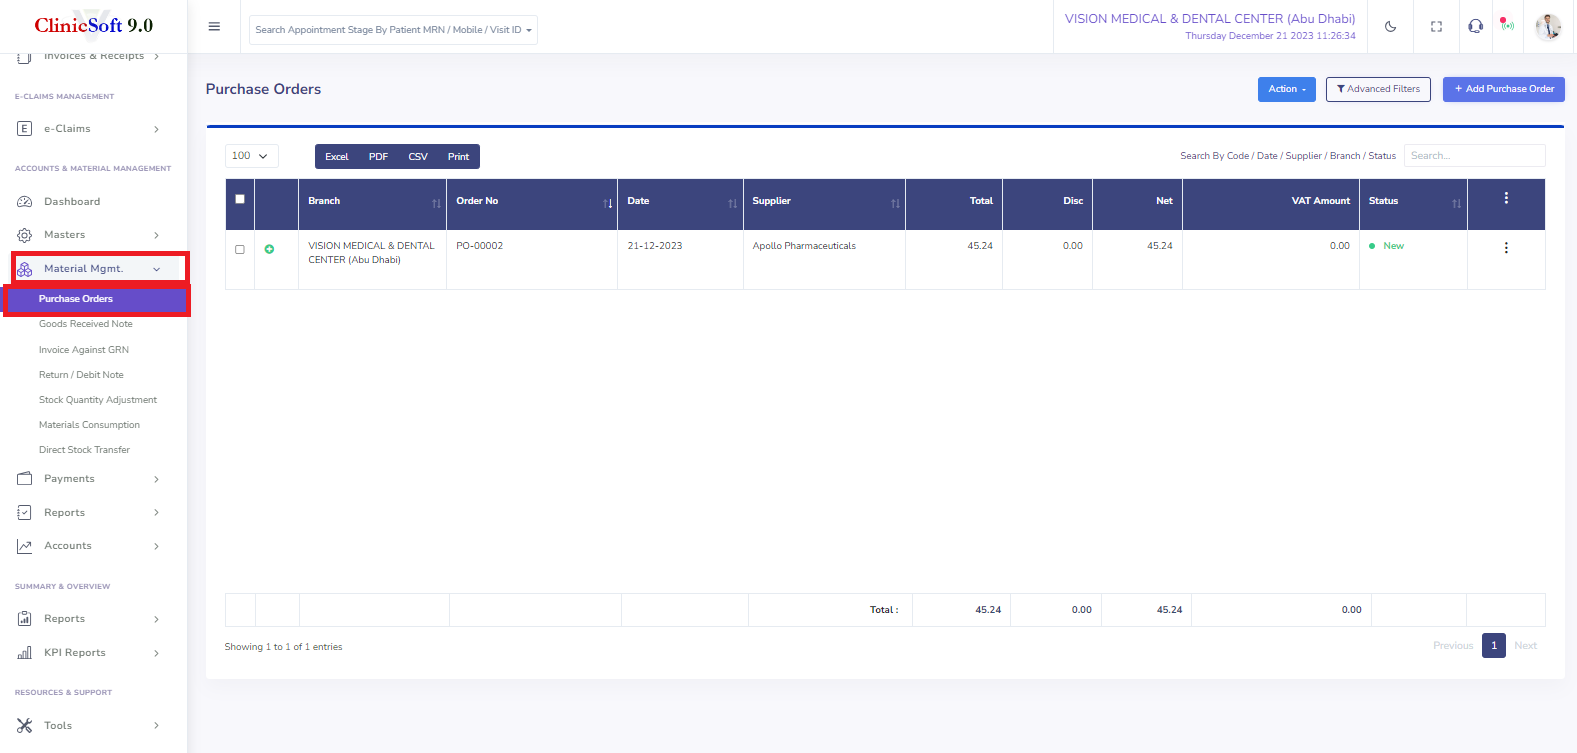 ClinicSoft 9.0
Search Appointment Stage By Patient MRN / Mobile / Visit ID
VISION MEDICAL & DENTAL CENTER (Abu Dhabi)
Thursday December 21 2023 11:26:34
Invoices & Receipts
E-CLAIMS MANAGEMENT
e-Claims
ACCOUNTS & MATERIAL MANAGEMENT
Dashboard
Masters
Material Mgmt.
Purchase Orders
Goods Received Note
Invoice Against GRN
Return / Debit Note
Stock Quantity Adjustment
Materials Consumption
Direct Stock Transfer
Payments
Reports
Accounts
SUMMARY & OVERVIEW
Reports
KPI Reports
RESOURCES & SUPPORT
Tools
Purchase Orders
Action
Advanced Filters
+ Add Purchase Order
100
Excel PDF CSV Print
Search By Code / Date / Supplier / Branch / Status
Search...
Branch Order No Date Supplier Total Disc Net VAT Amount Status
VISION MEDICAL & DENTAL PO-00002 21-12-2023 Apollo Pharmaceuticals 45.24 0.00 45.24 0.00 New
CENTER (Abu Dhabi)
Total : 45.24 0.00 45.24 0.00
Showing 1 to 1 of 1 entries
Previous 1 Next